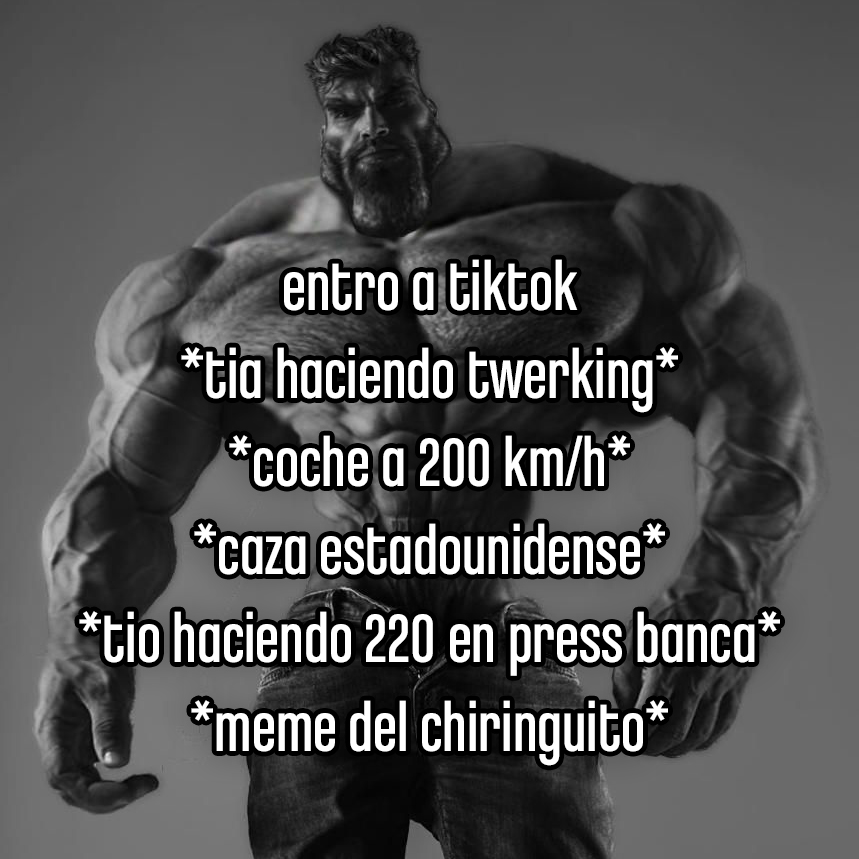 entro a tiktok
*tia haciendo twerking*
*coche a 200 km/h*
*caza estadounidense*
*tio haciendo 220 en press banca*
*meme del chiringuito*